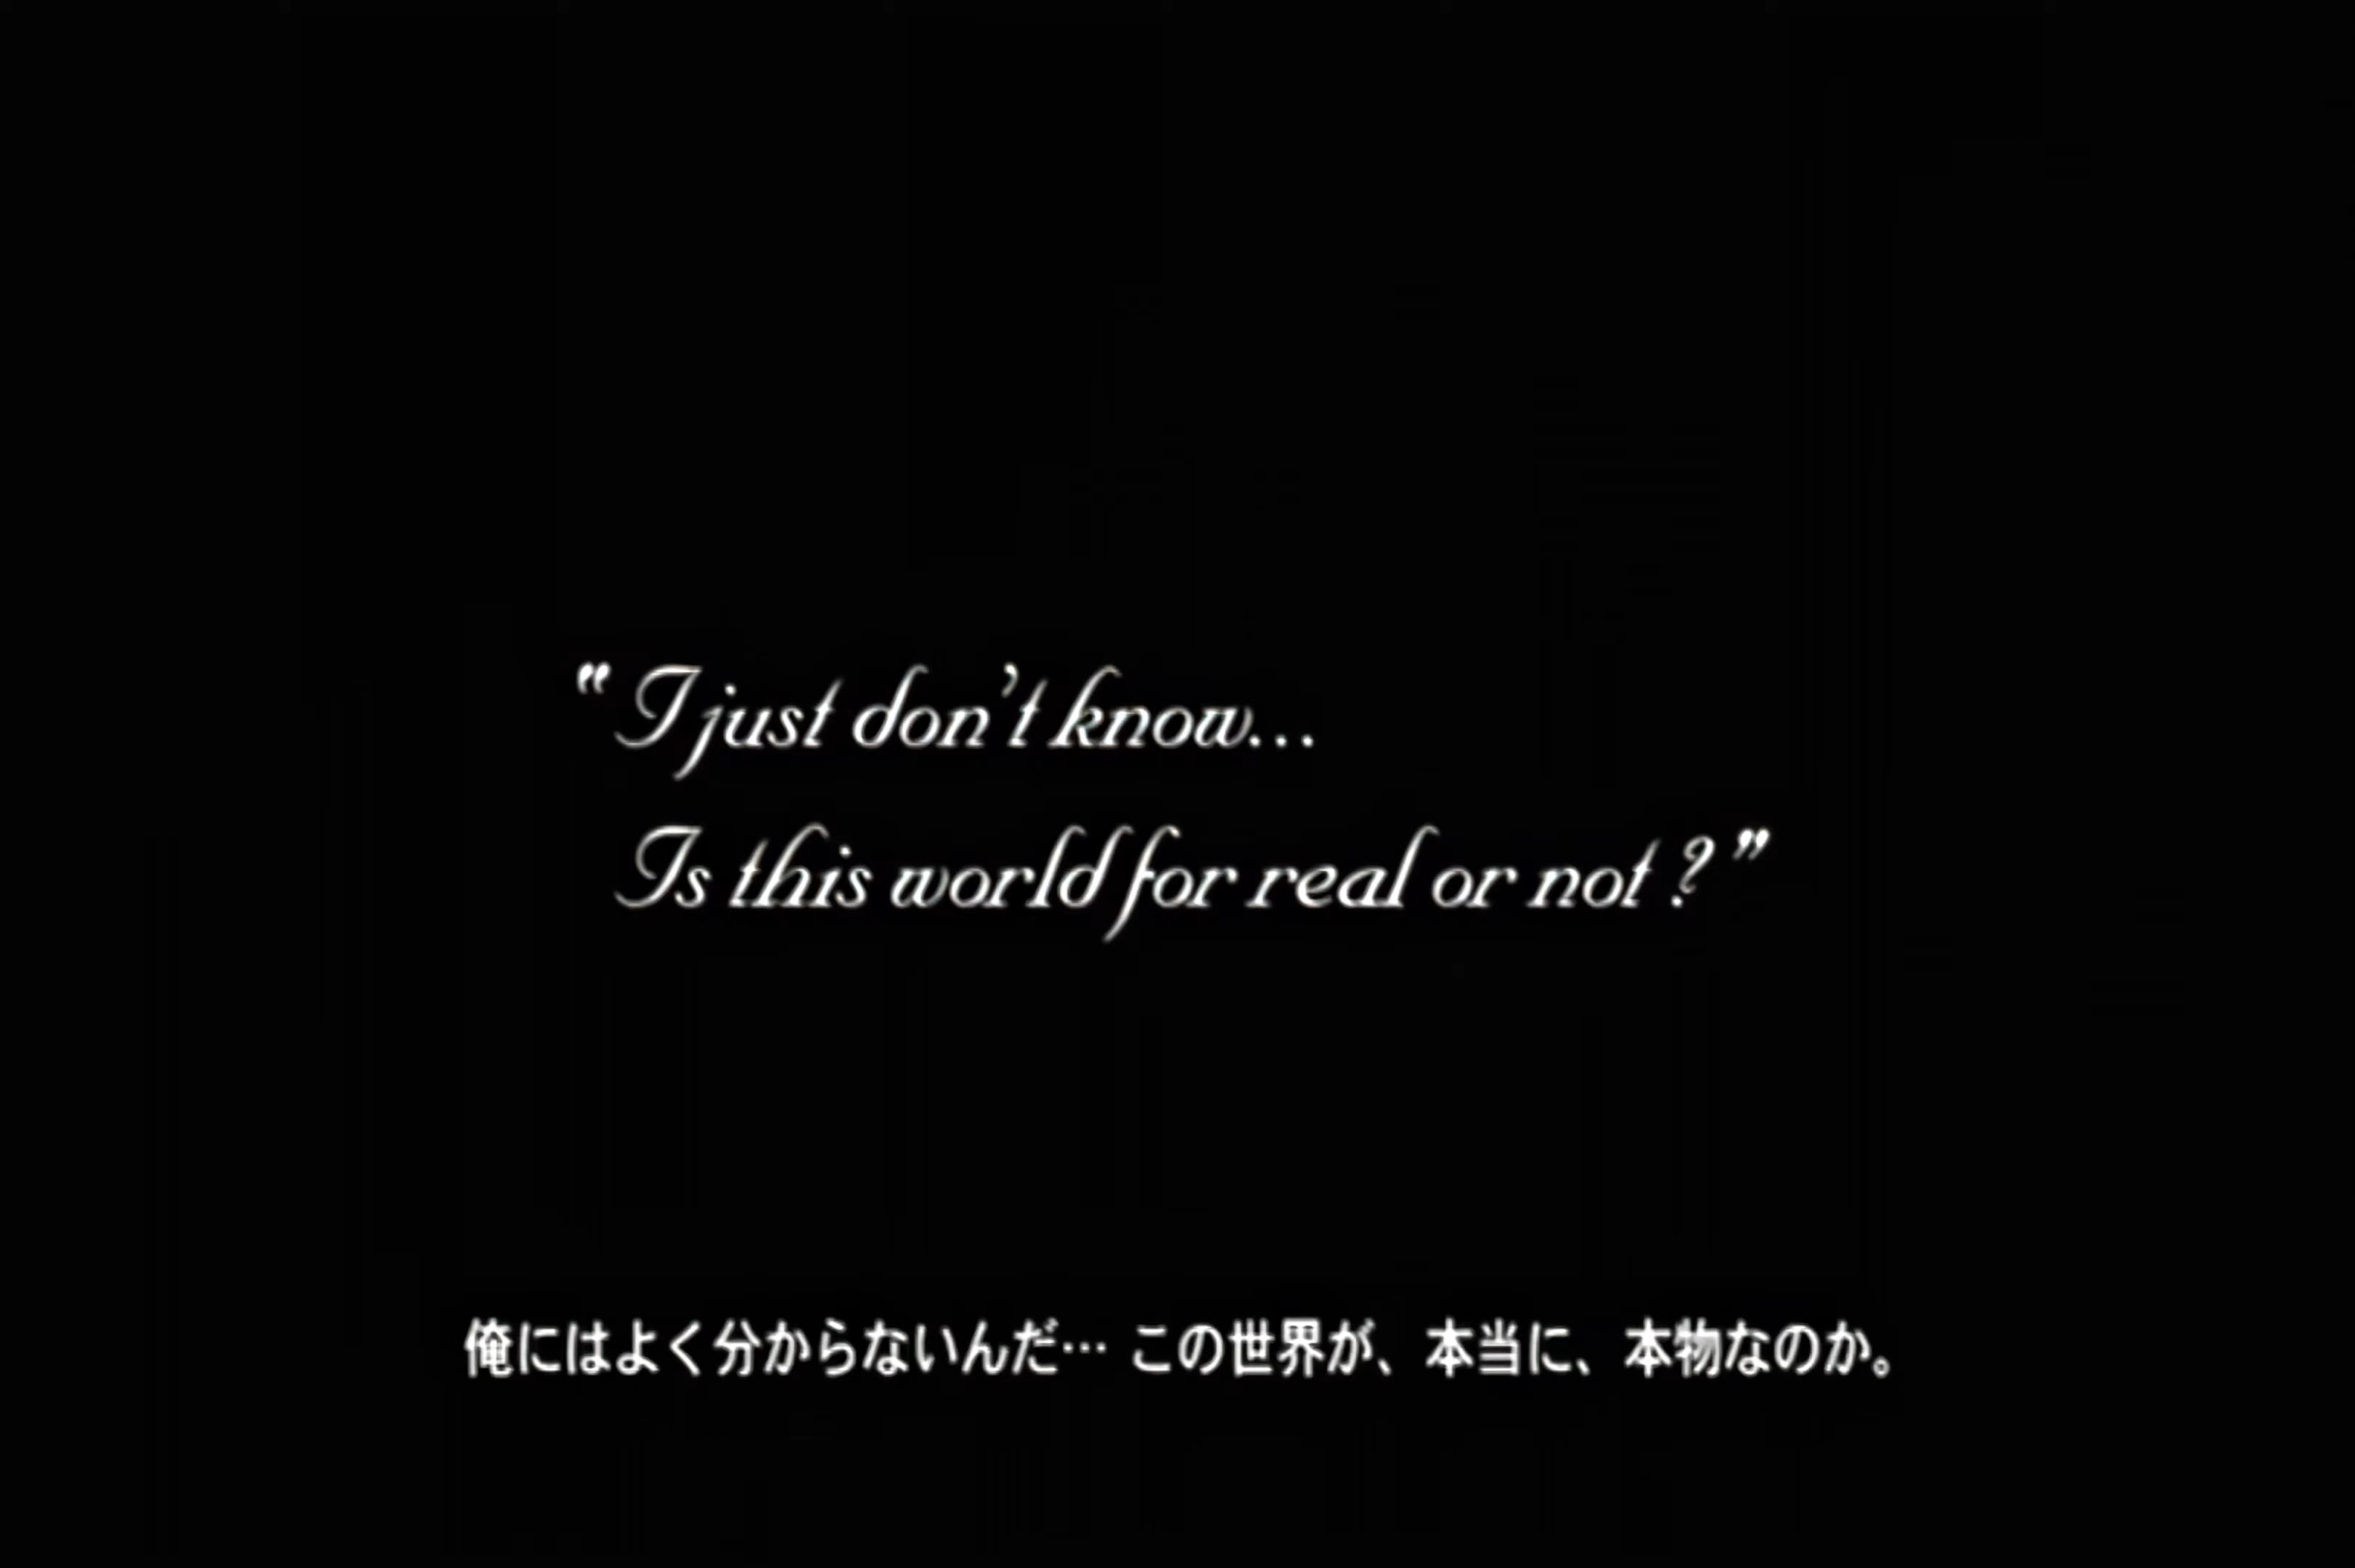 “ I just don’t know...
Is this world for real or not ? ”
俺にはよく分からないんだ… この世界が、本当に、本物なのか。